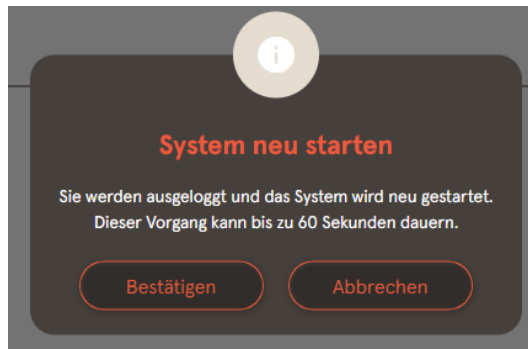 System neu starten
Sie werden ausgeloggt und das System wird neu gestartet.
Dieser Vorgang kann bis zu 60 Sekunden dauern.
Bestätigen Abbrechen